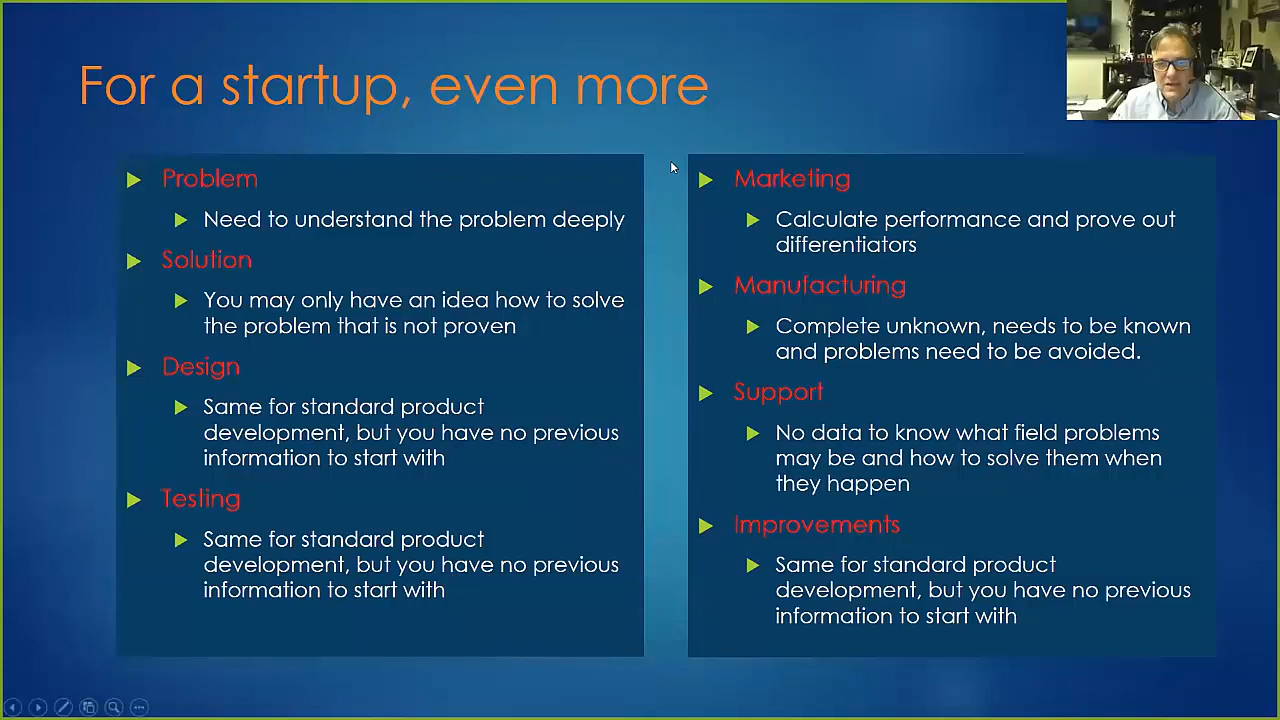 For a startup, even more
Problem
Need to understand the problem deeply
Solution
You may only have an idea how to solve
the problem that is not proven
Design
Same for standard product
development, but you have no previous
information to start with
Testing
Same for standard product
development, but you have no previous
information to start with
Marketing
Calculate performance and prove out
differentiators
Manufacturing
Complete unknown, needs to be known
and problems need to be avoided.
Support
No data to know what field problems
may be and how to solve them when
they happen
Improvements
Same for standard product
development, but you have no previous
information to start with